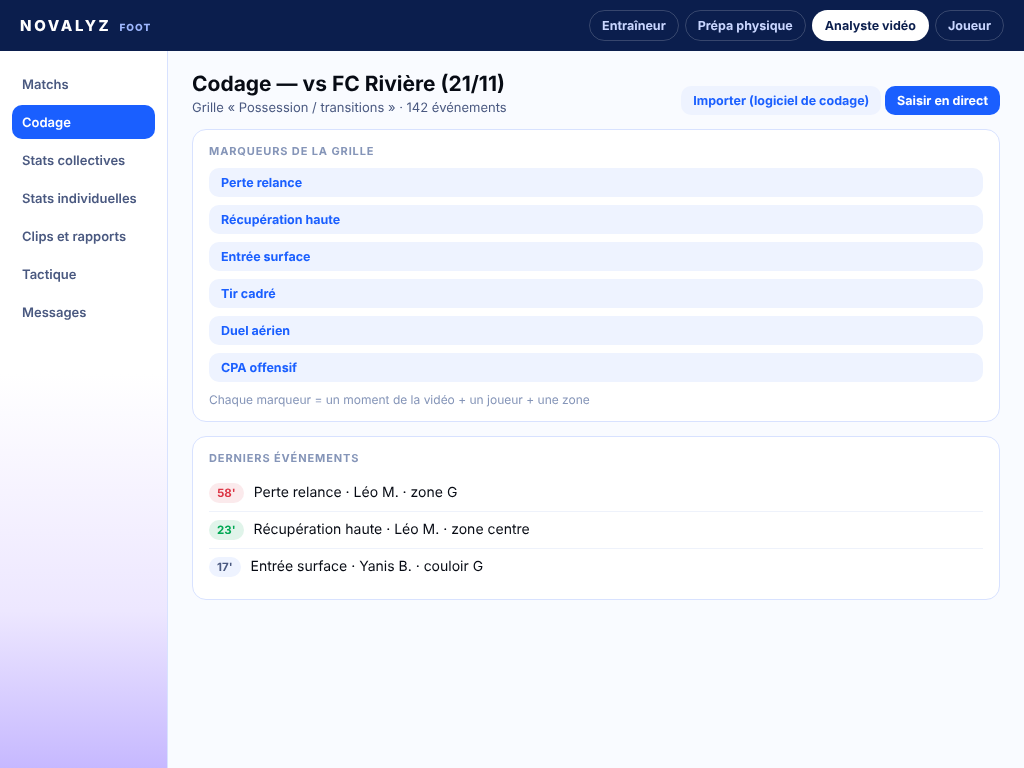 NOVALYZ FOOT
Entraîneur
Prépa physique
Analyste vidéo
Joueur
Matchs
Codage
Stats collectives
Stats individuelles
Clips et rapports
Tactique
Messages
Codage — vs FC Rivière (21/11)
Grille « Possession / transitions » · 142 événements
Importer (logiciel de codage)
Saisir en direct
MARQUEURS DE LA GRILLE
Perte relance
Récupération haute
Entrée surface
Tir cadré
Duel aérien
CPA offensif
Chaque marqueur = un moment de la vidéo + un joueur + une zone
DERNIERS ÉVÉNEMENTS
58' Perte relance · Léo M. · zone G
23' Récupération haute · Léo M. · zone centre
17' Entrée surface · Yanis B. · couloir G